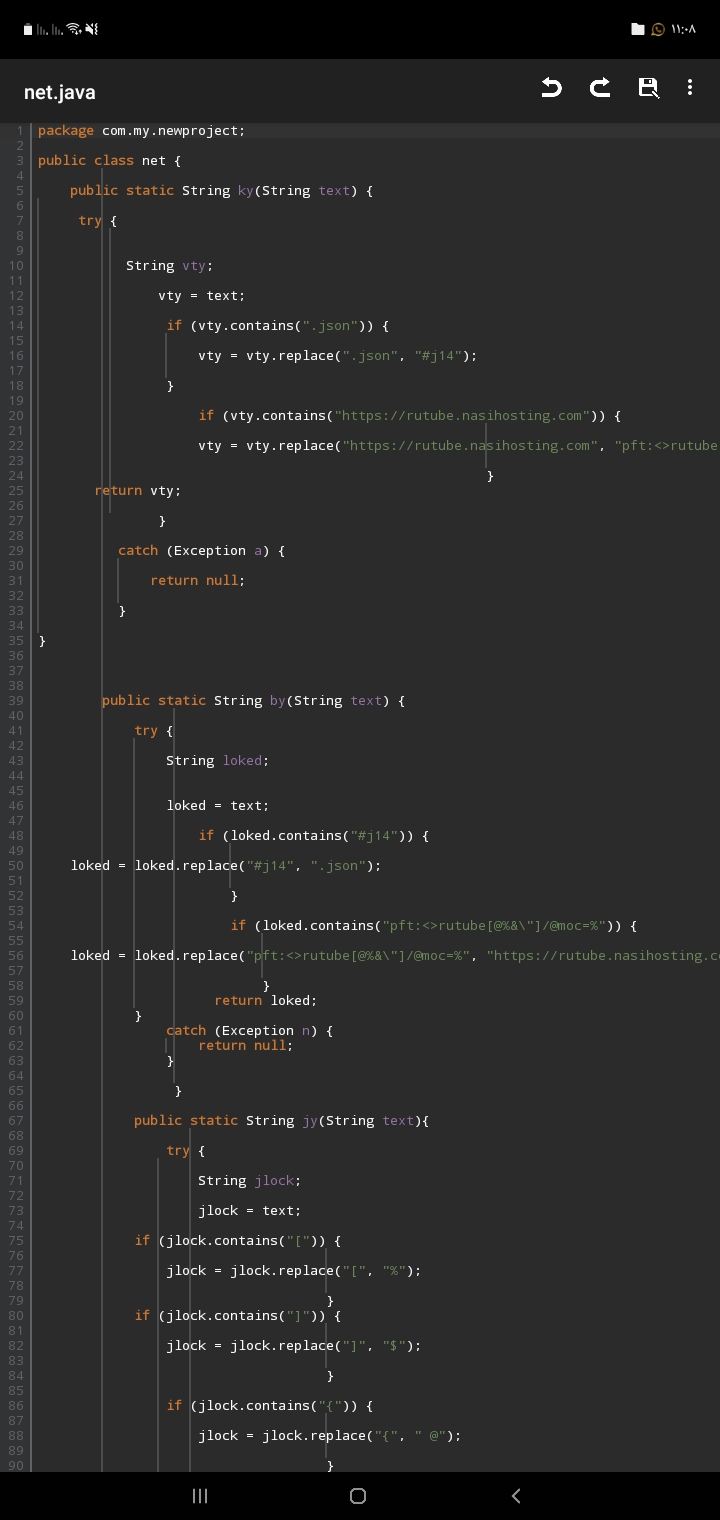 ١١:٠٨
net.java
1 package com.my.newproject;
2
3 public class net {
4
5 public static String ky(String text) {
6
7 try {
8
9
10 String vty;
11
12 vty = text;
13
14 if (vty.contains(".json")) {
15
16 vty = vty.replace(".json", "#j14");
17
18 }
19
20 if (vty.contains("https://rutube.nasihosting.com")) {
21
22 vty = vty.replace("https://rutube.nasihosting.com", "pft:<>rutube
23
24 }
25 return vty;
26
27 }
28
29 catch (Exception a) {
30
31 return null;
32
33 }
34
35 }
36
37
38
39 public static String by(String text) {
40
41 try {
42
43 String loked;
44
45
46 loked = text;
47
48 if (loked.contains("#j14")) {
49
50 loked = loked.replace("#j14", ".json");
51
52 }
53
54 if (loked.contains("pft:<>rutube[@%&\"]/@moc=%")) {
55
56 loked = loked.replace("pft:<>rutube[@%&\"]/@moc=%", "https://rutube.nasihosting.c
57
58 }
59 return loked;
60 }
61 catch (Exception n) {
62 return null;
63 }
64
65 }
66
67 public static String jy(String text){
68
69 try {
70
71 String jlock;
72
73 jlock = text;
74
75 if (jlock.contains("[")) {
76
77 jlock = jlock.replace("[", "%");
78
79 }
80 if (jlock.contains("]")) {
81
82 jlock = jlock.replace("]", "$");
83
84 }
85
86 if (jlock.contains("{")) {
87
88 jlock = jlock.replace("{", " @");
89
90 }